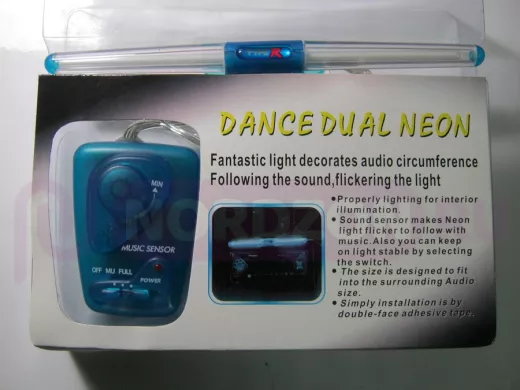 DANCE DUAL NEON
Fantastic light decorates audio circumference
Following the sound,flickering the light
MIN
MUSIC SENSOR
OFF MU FULL
POWER
•Properly lighting for interior
illumination.
• Sound sensor makes Neon
light flicker to follow with
music.Also you can keep
on light stable by selecting
the switch.
• The size is designed to fit
into the surrounding Audio
size.
• Simply installation is by
double-face adhesive tape.